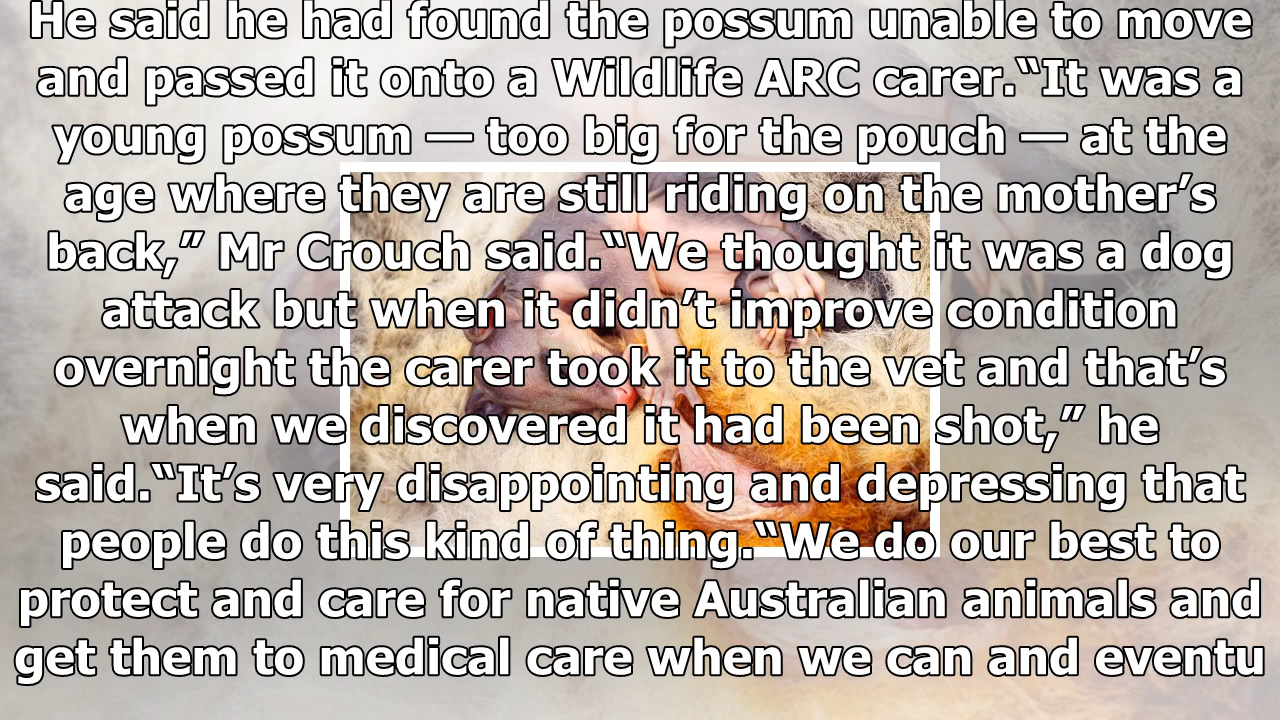 He said he had found the possum unable to move
and passed it onto a Wildlife ARC carer.“It was a
young possum — too big for the pouch — at the
age where they are still riding on the mother’s
back,” Mr Crouch said.“We thought it was a dog
attack but when it didn’t improve condition
overnight the carer took it to the vet and that’s
when we discovered it had been shot,” he
said.“It’s very disappointing and depressing that
people do this kind of thing.“We do our best to
protect and care for native Australian animals and
get them to medical care when we can and eventu